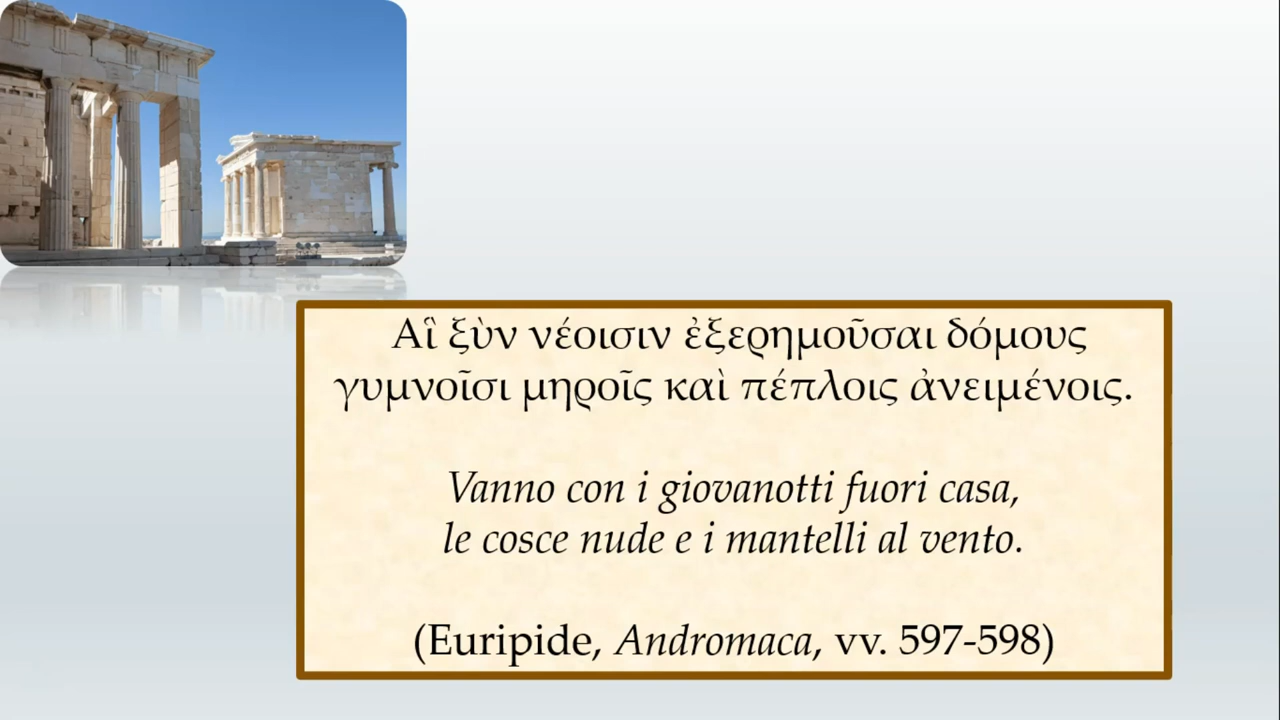 Αἳ ξὺν νέοισιν ἐξερημοῦσαι δόμους
γυμνοῖσι μηροῖς καὶ πέπλοις ἀνειμένοις.
Vanno con i giovanotti fuori casa,
le cosce nude e i mantelli al vento.
(Euripide, Andromaca, vv. 597-598)